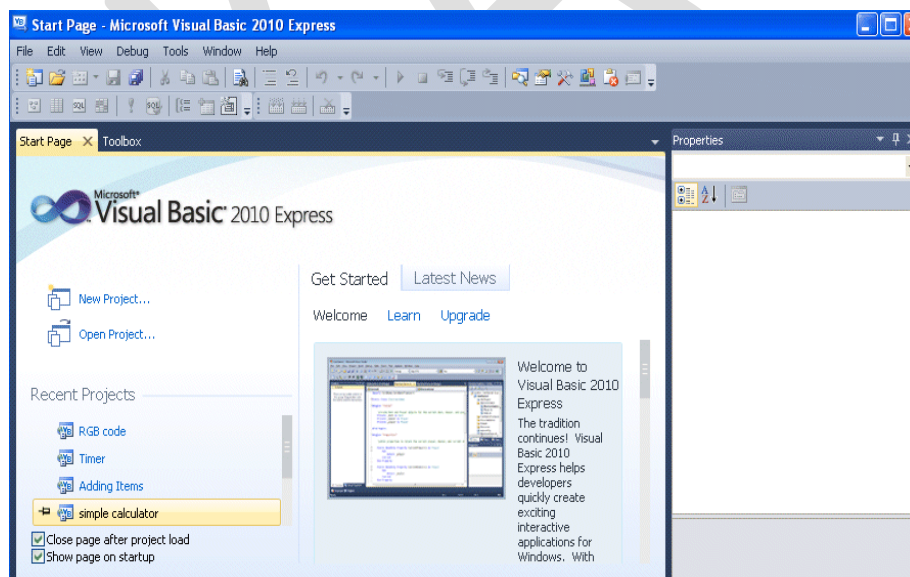 Start Page - Microsoft Visual Basic 2010 Express
File Edit View Debug Tools Window Help
Start Page X Toolbox
Properties
Microsoft®
Visual Basic® 2010 Express
New Project...
Open Project...
Recent Projects
RGB code
Timer
Adding Items
simple calculator
Close page after project load
Show page on startup
Get Started Latest News
Welcome Learn Upgrade
Welcome to
Visual Basic 2010
Express
The tradition
continues! Visual
Basic 2010
Express helps
developers
quickly create
exciting
interactive
applications for
Windows. With